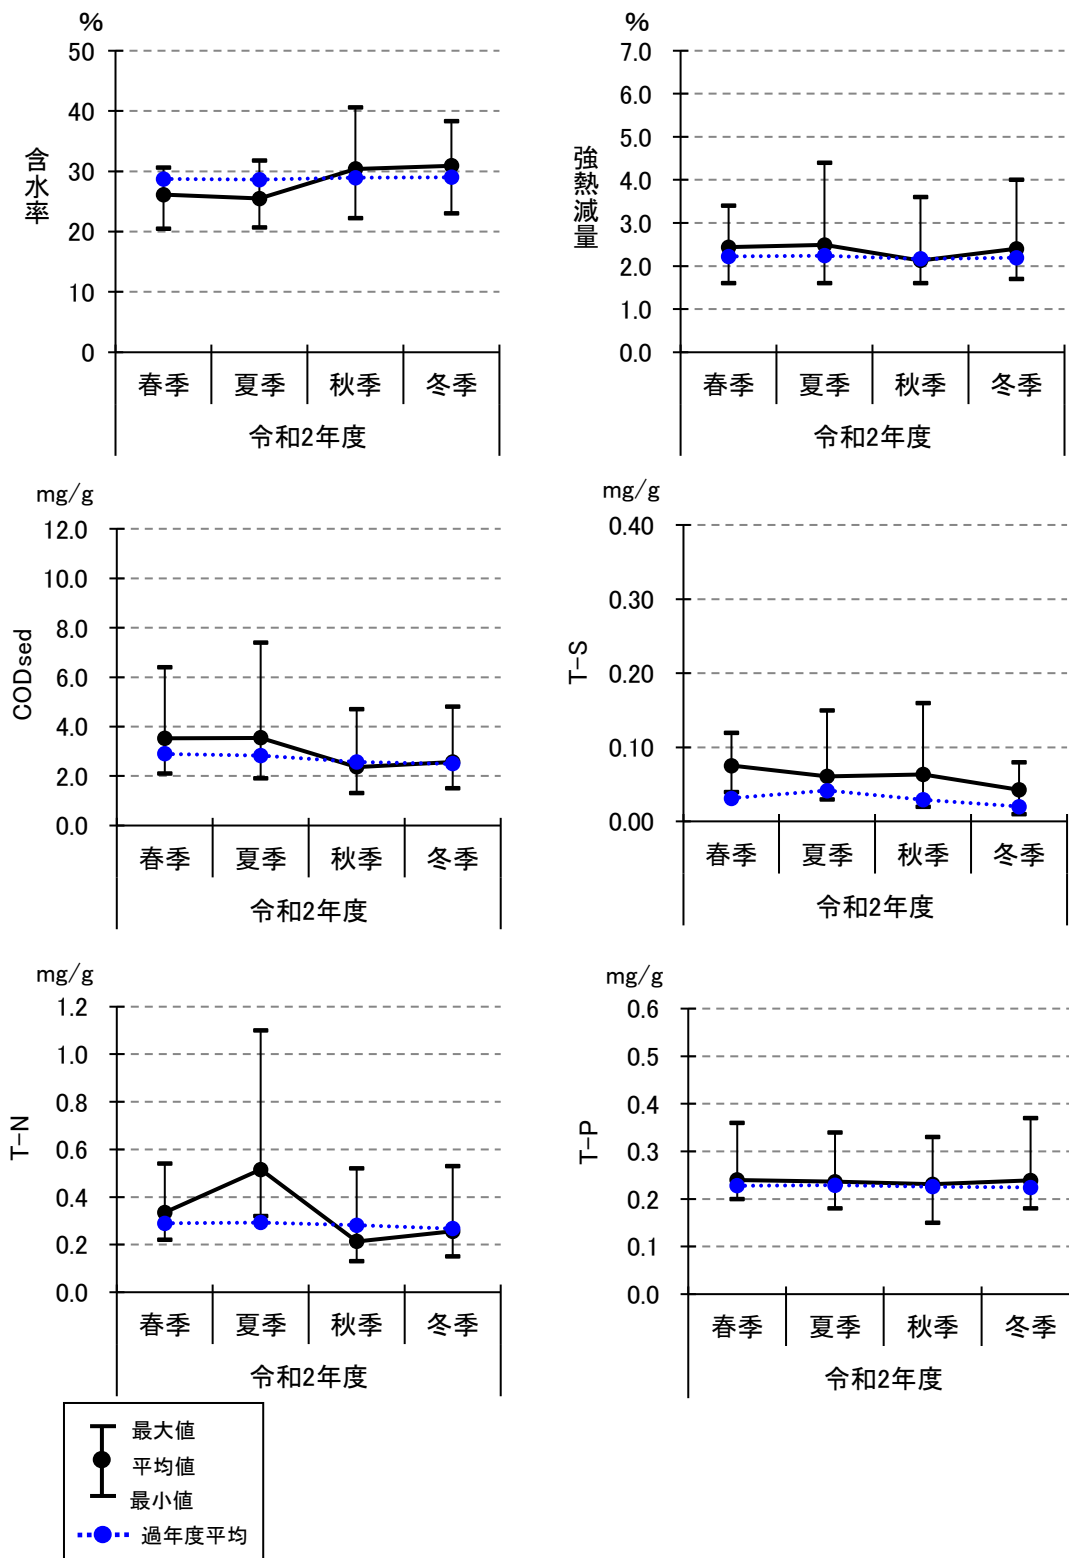 %
50
40
30
20
10
0
含水率
春季 夏季 秋季 冬季
令和2年度
%
7.0
6.0
5.0
4.0
3.0
2.0
1.0
0.0
強熱減量
春季 夏季 秋季 冬季
令和2年度
mg/g
12.0
10.0
8.0
6.0
4.0
2.0
0.0
CODsed
春季 夏季 秋季 冬季
令和2年度
mg/g
0.40
0.30
0.20
0.10
0.00
T-S
春季 夏季 秋季 冬季
令和2年度
mg/g
1.2
1.0
0.8
0.6
0.4
0.2
0.0
T-N
春季 夏季 秋季 冬季
令和2年度
mg/g
0.6
0.5
0.4
0.3
0.2
0.1
0.0
T-P
春季 夏季 秋季 冬季
令和2年度
最大値
平均値
最小値
過年度平均